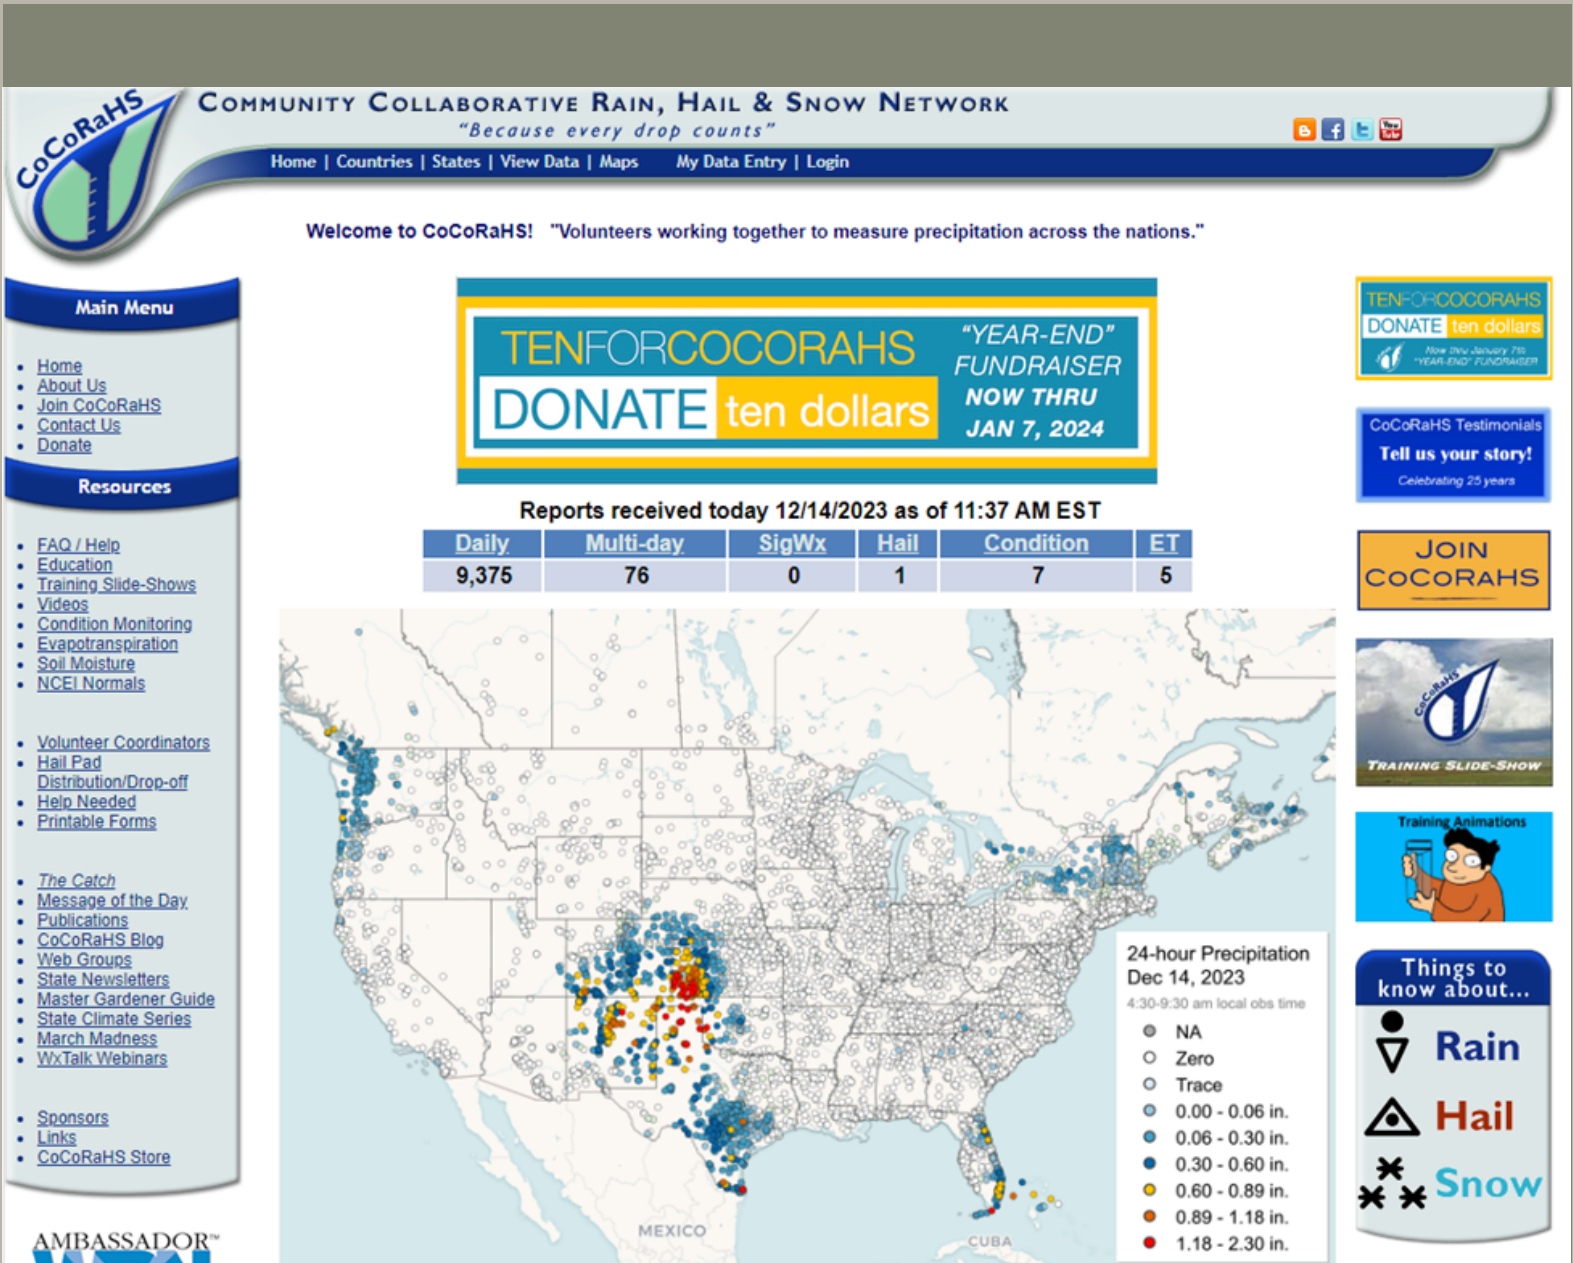 CoCoRaHS
COMMUNITY COLLABORATIVE RAIN, HAIL & SNOW NETWORK
"Because every drop counts"
Home | Countries | States | View Data | Maps My Data Entry | Login
Welcome to CoCoRaHS! "Volunteers working together to measure precipitation across the nations."
Main Menu
Home
About Us
Join CoCoRaHS
Contact Us
Donate
Resources
FAQ / Help
Education
Training Slide-Shows
Videos
Condition Monitoring
Evapotranspiration
Soil Moisture
NCEI Normals
Volunteer Coordinators
Hail Pad
Distribution/Drop-off
Help Needed
Printable Forms
The Catch
Message of the Day
Publications
CoCoRaHS Blog
Web Groups
State Newsletters
Master Gardener Guide
State Climate Series
March Madness
WxTalk Webinars
Sponsors
Links
CoCoRaHS Store
AMBASSADOR™
TENFORCOCORAHS
DONATE ten dollars
"YEAR-END"
FUNDRAISER
NOW THRU
JAN 7, 2024
Reports received today 12/14/2023 as of 11:37 AM EST
Daily Multi-day SigWx Hail Condition ET
9,375 76 0 1 7 5
MEXICO
CUBA
24-hour Precipitation
Dec 14, 2023
4:30-9:30 am local obs time
NA
Zero
Trace
0.00 - 0.06 in.
0.06 - 0.30 in.
0.30 - 0.60 in.
0.60 - 0.89 in.
0.89 - 1.18 in.
1.18 - 2.30 in.
TENFORCOCORAHS
DONATE ten dollars
Now thru January 7th
"YEAR-END" FUNDRAISER
CoCoRaHS Testimonials
Tell us your story!
Celebrating 25 years
JOIN
COCORAHS
CoCoRaHS
TRAINING SLIDE-SHOW
Training Animations
Things to
know about...
Rain
Hail
Snow